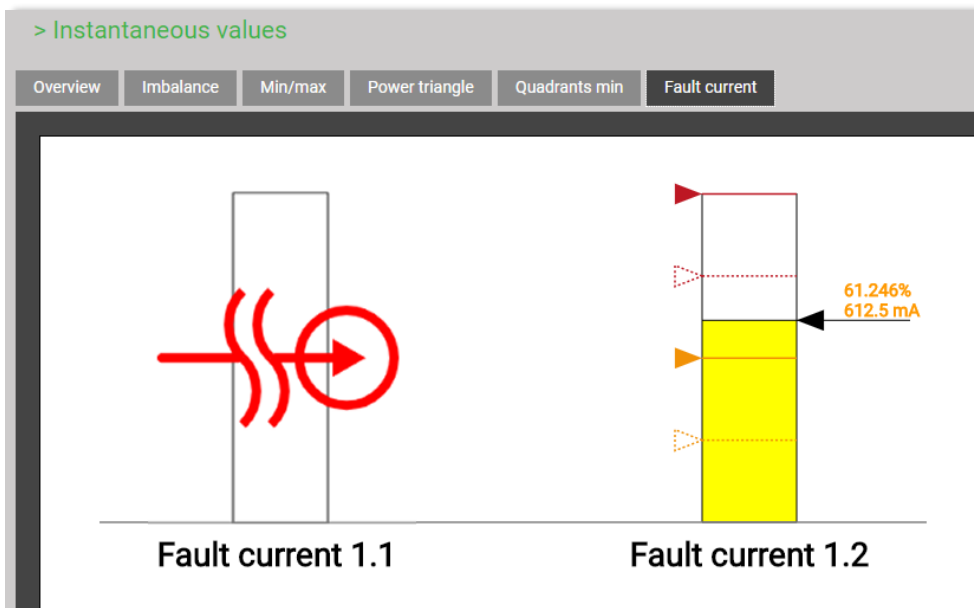 > Instantaneous values
Overview Imbalance Min/max Power triangle Quadrants min Fault current
61.246%
612.5 mA
Fault current 1.1 Fault current 1.2